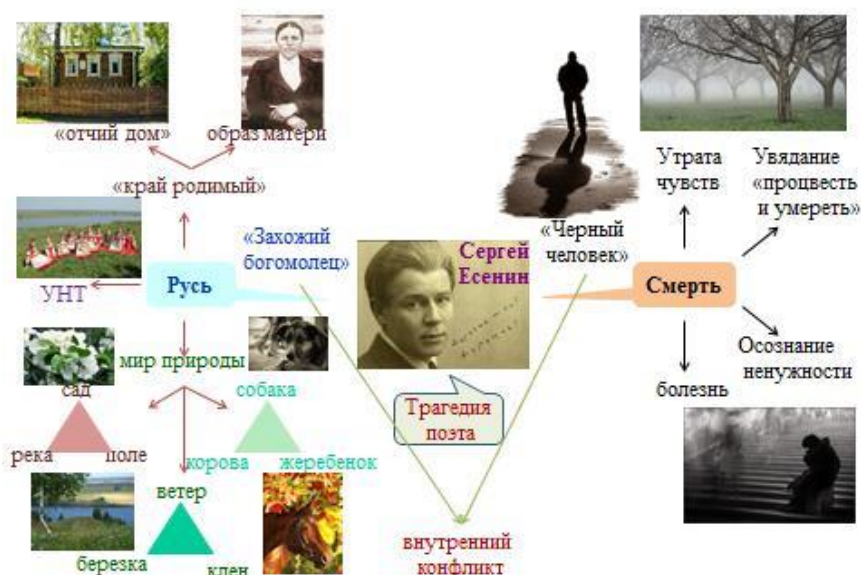 «отчий дом»
образ матери
«край родимый»
УНТ
Русь
«Захожий
богомолец»
мир природы
сад
река
поле
собака
корова
жеребенок
ветер
березка
клен
Сергей
Есенин
Трагедия
поэта
внутренний
конфликт
«Черный
человек»
Смерть
Утрата
чувств
Увядание
«процвесть
и умереть»
Осознание
ненужности
болезнь